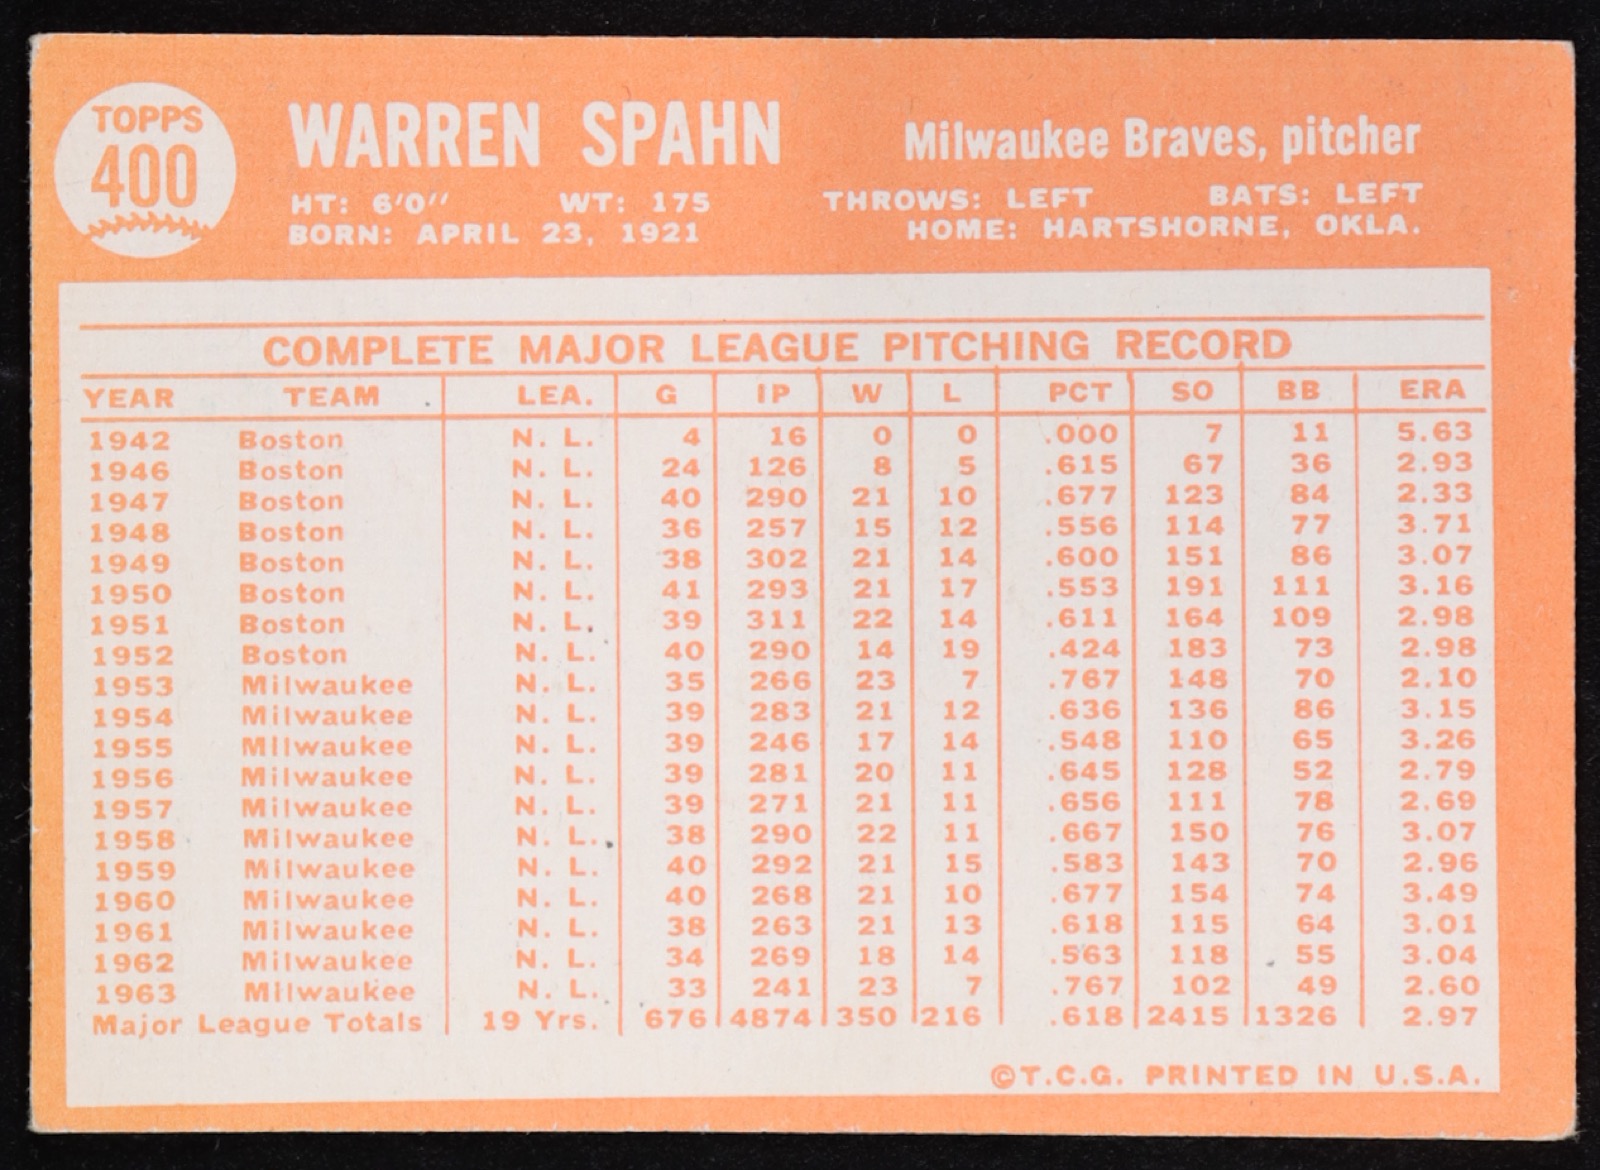 TOPPS
400
WARREN SPAHN
Milwaukee Braves, pitcher
HT: 6'0" WT: 175 THROWS: LEFT BATS: LEFT
BORN: APRIL 23, 1921 HOME: HARTSHORNE, OKLA.
COMPLETE MAJOR LEAGUE PITCHING RECORD
YEAR TEAM LEA. G IP W L PCT SO BB ERA
1942 Boston N. L. 4 16 0 0 .000 7 11 5.63
1946 Boston N. L. 24 126 8 5 .615 67 36 2.93
1947 Boston N. L. 40 290 21 10 .677 123 84 2.33
1948 Boston N. L. 36 257 15 12 .556 114 77 3.71
1949 Boston N. L. 38 302 21 14 .600 151 86 3.07
1950 Boston N. L. 41 293 21 17 .553 191 111 3.16
1951 Boston N. L. 39 311 22 14 .611 164 109 2.98
1952 Boston N. L. 40 290 14 19 .424 183 73 2.98
1953 Milwaukee N. L. 35 266 23 7 .767 148 70 2.10
1954 Milwaukee N. L. 39 283 21 12 .636 136 86 3.15
1955 Milwaukee N. L. 39 246 17 14 .548 110 65 3.26
1956 Milwaukee N. L. 39 281 20 11 .645 128 52 2.79
1957 Milwaukee N. L. 39 271 21 11 .656 111 78 2.69
1958 Milwaukee N. L. 38 290 22 11 .667 150 76 3.07
1959 Milwaukee N. L. 40 292 21 15 .583 143 70 2.96
1960 Milwaukee N. L. 40 268 21 10 .677 154 74 3.49
1961 Milwaukee N. L. 38 263 21 13 .618 115 64 3.01
1962 Milwaukee N. L. 34 269 18 14 .563 118 55 3.04
1963 Milwaukee N. L. 33 241 23 7 .767 102 49 2.60
Major League Totals 19 Yrs. 676 4874 350 216 .618 2415 1326 2.97
©T.C.G. PRINTED IN U.S.A.